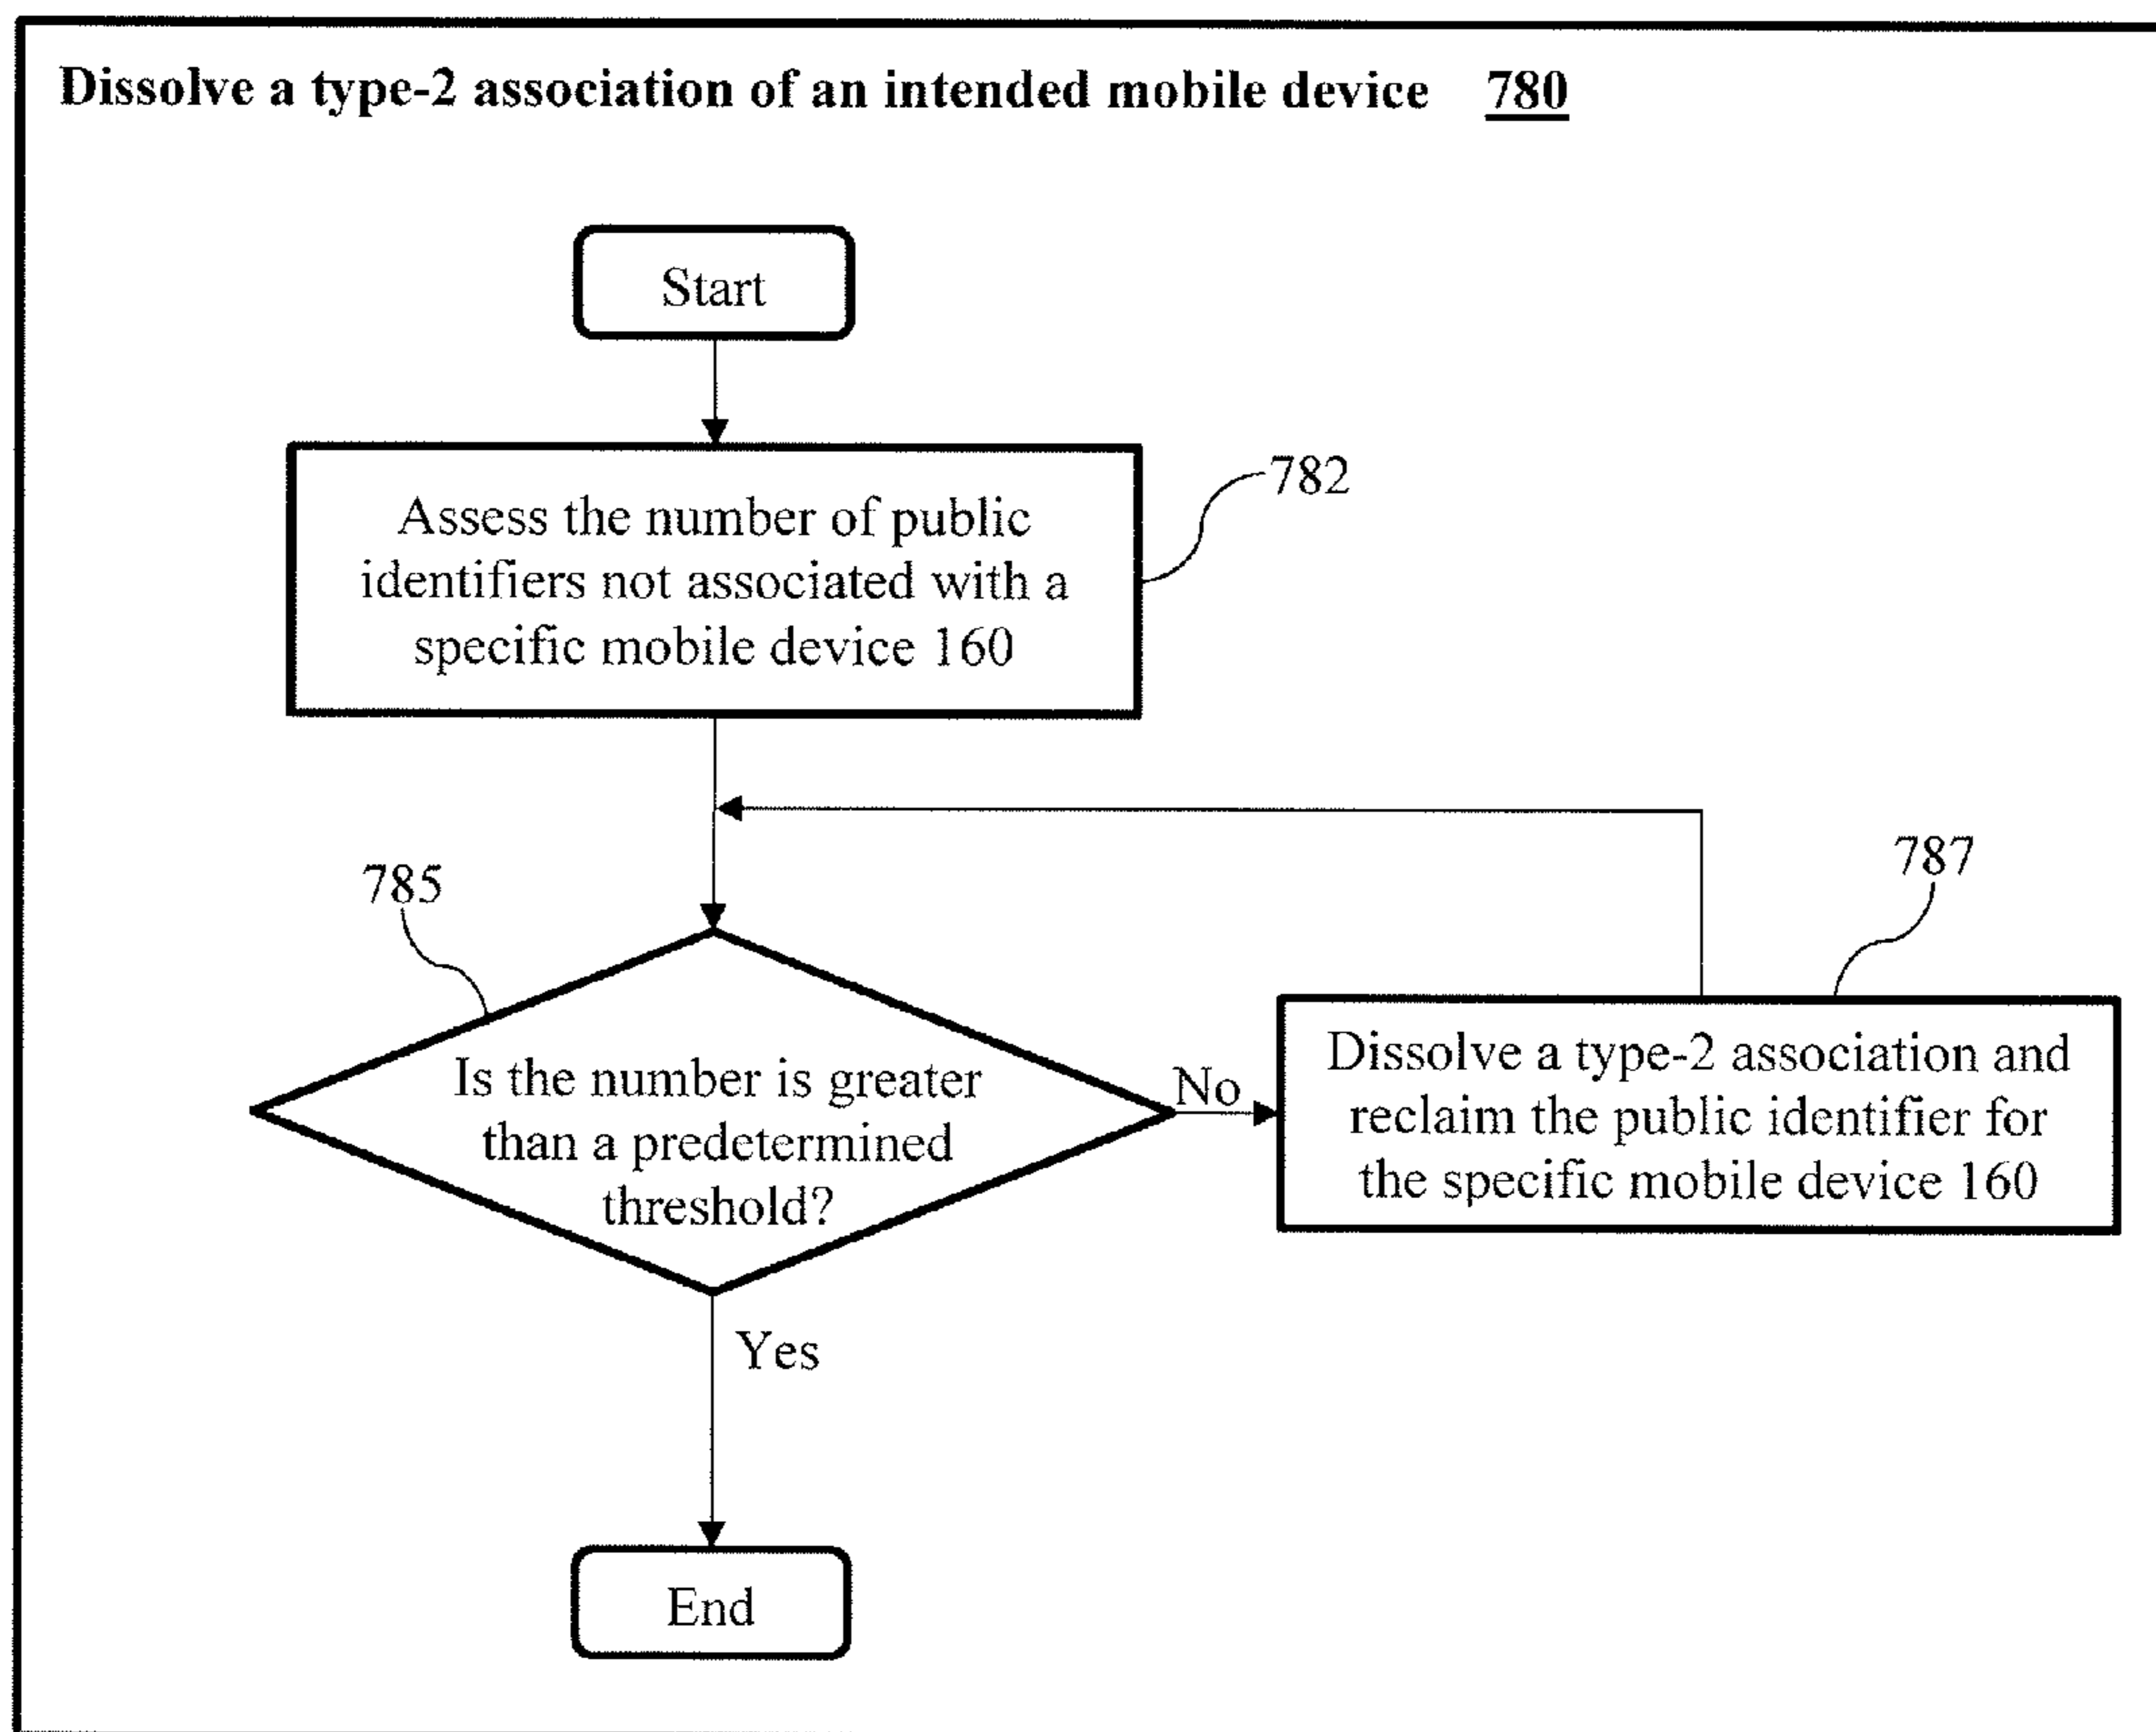 Dissolve a type-2 association of an intended mobile device 780
Start
782
Assess the number of public
identifiers not associated with a
specific mobile device 160
785
787
Is the number is greater
than a predetermined
threshold?
No
Dissolve a type-2 association and
reclaim the public identifier for
the specific mobile device 160
Yes
End